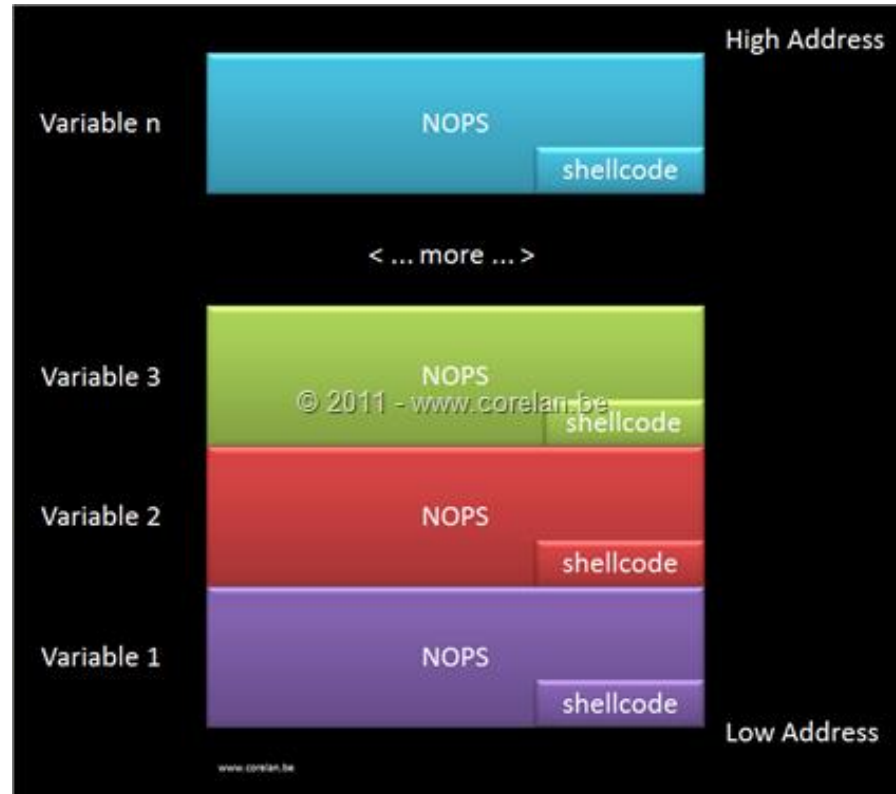 High Address
Variable n
NOPS
shellcode
< ... more ... >
Variable 3
NOPS
© 2011 - www.corelan.be
shellcode
Variable 2
NOPS
shellcode
Variable 1
NOPS
shellcode
Low Address
www.corelan.be